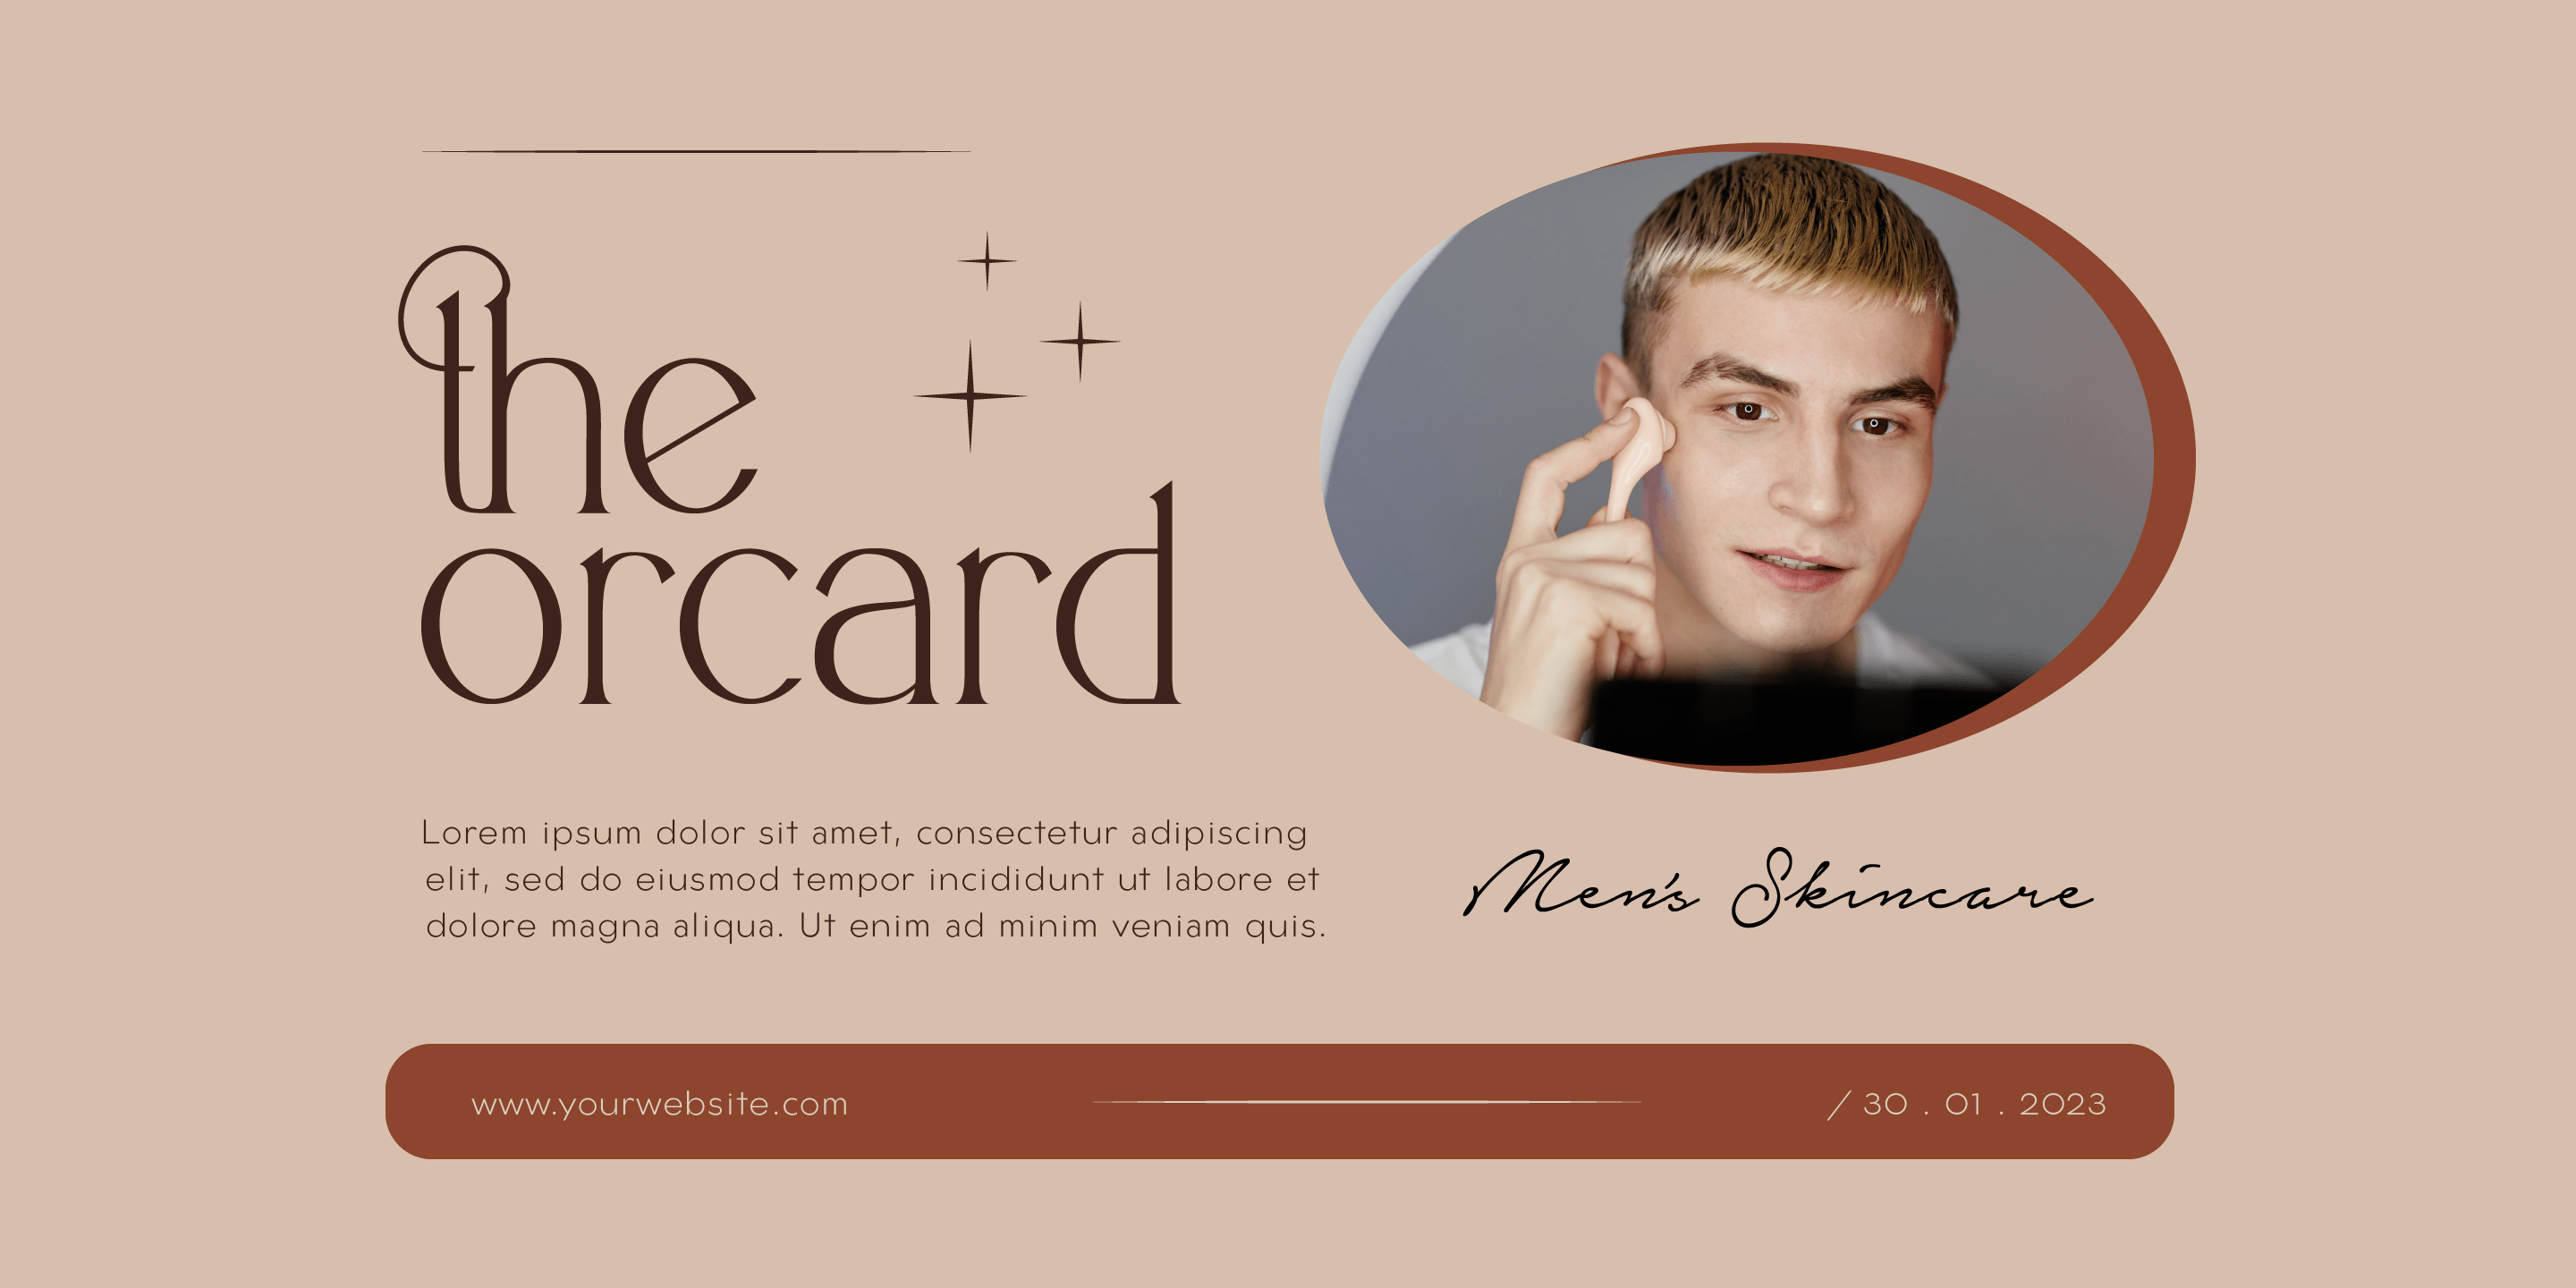 the
orcard
Lorem ipsum dolor sit amet, consectetur adipiscing
elit, sed do eiusmod tempor incididunt ut labore et
dolore magna aliqua. Ut enim ad minim veniam quis.
Men's Skincare
www.yourwebsite.com
/ 30 . 01 . 2023